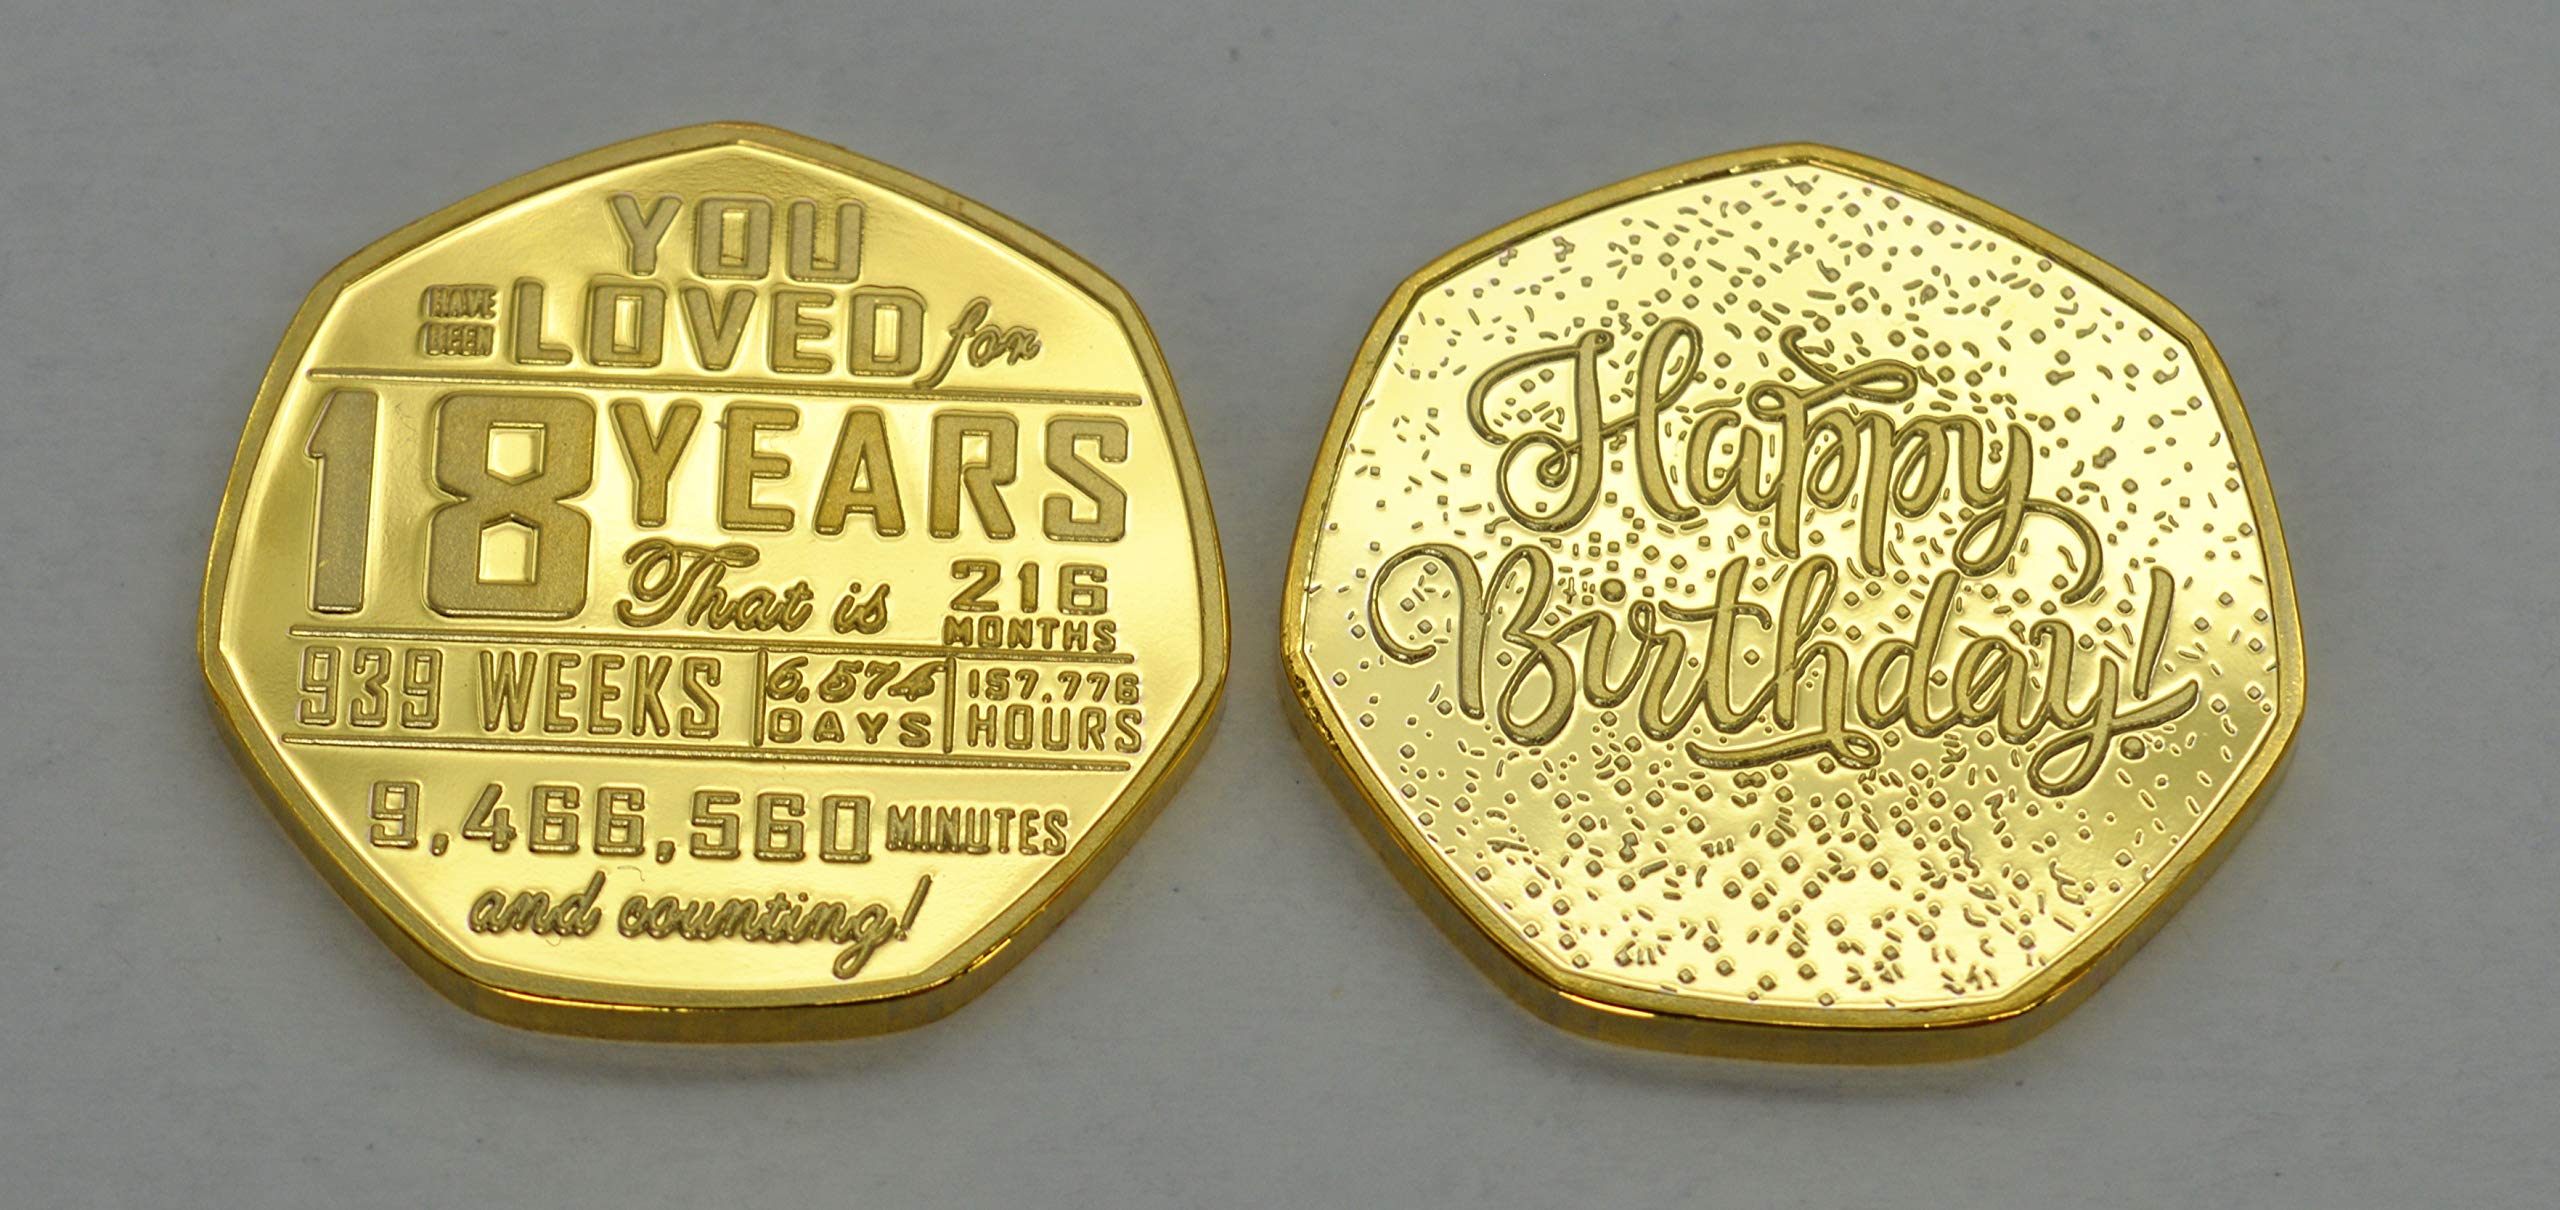 YOU
HAVE BEEN LOVED for
18 YEARS
That is 216 MONTHS
939 WEEKS 6,574 DAYS 157,776 HOURS
9,466,560 MINUTES
and counting!
Happy
Birthday!